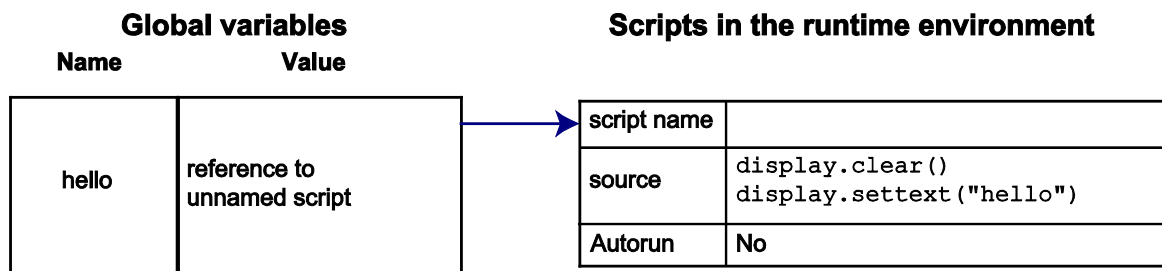 Global variables
Name Value
hello
reference to
unnamed script
Scripts in the runtime environment
script name
source
display.clear()
display.settext("hello")
Autorun No